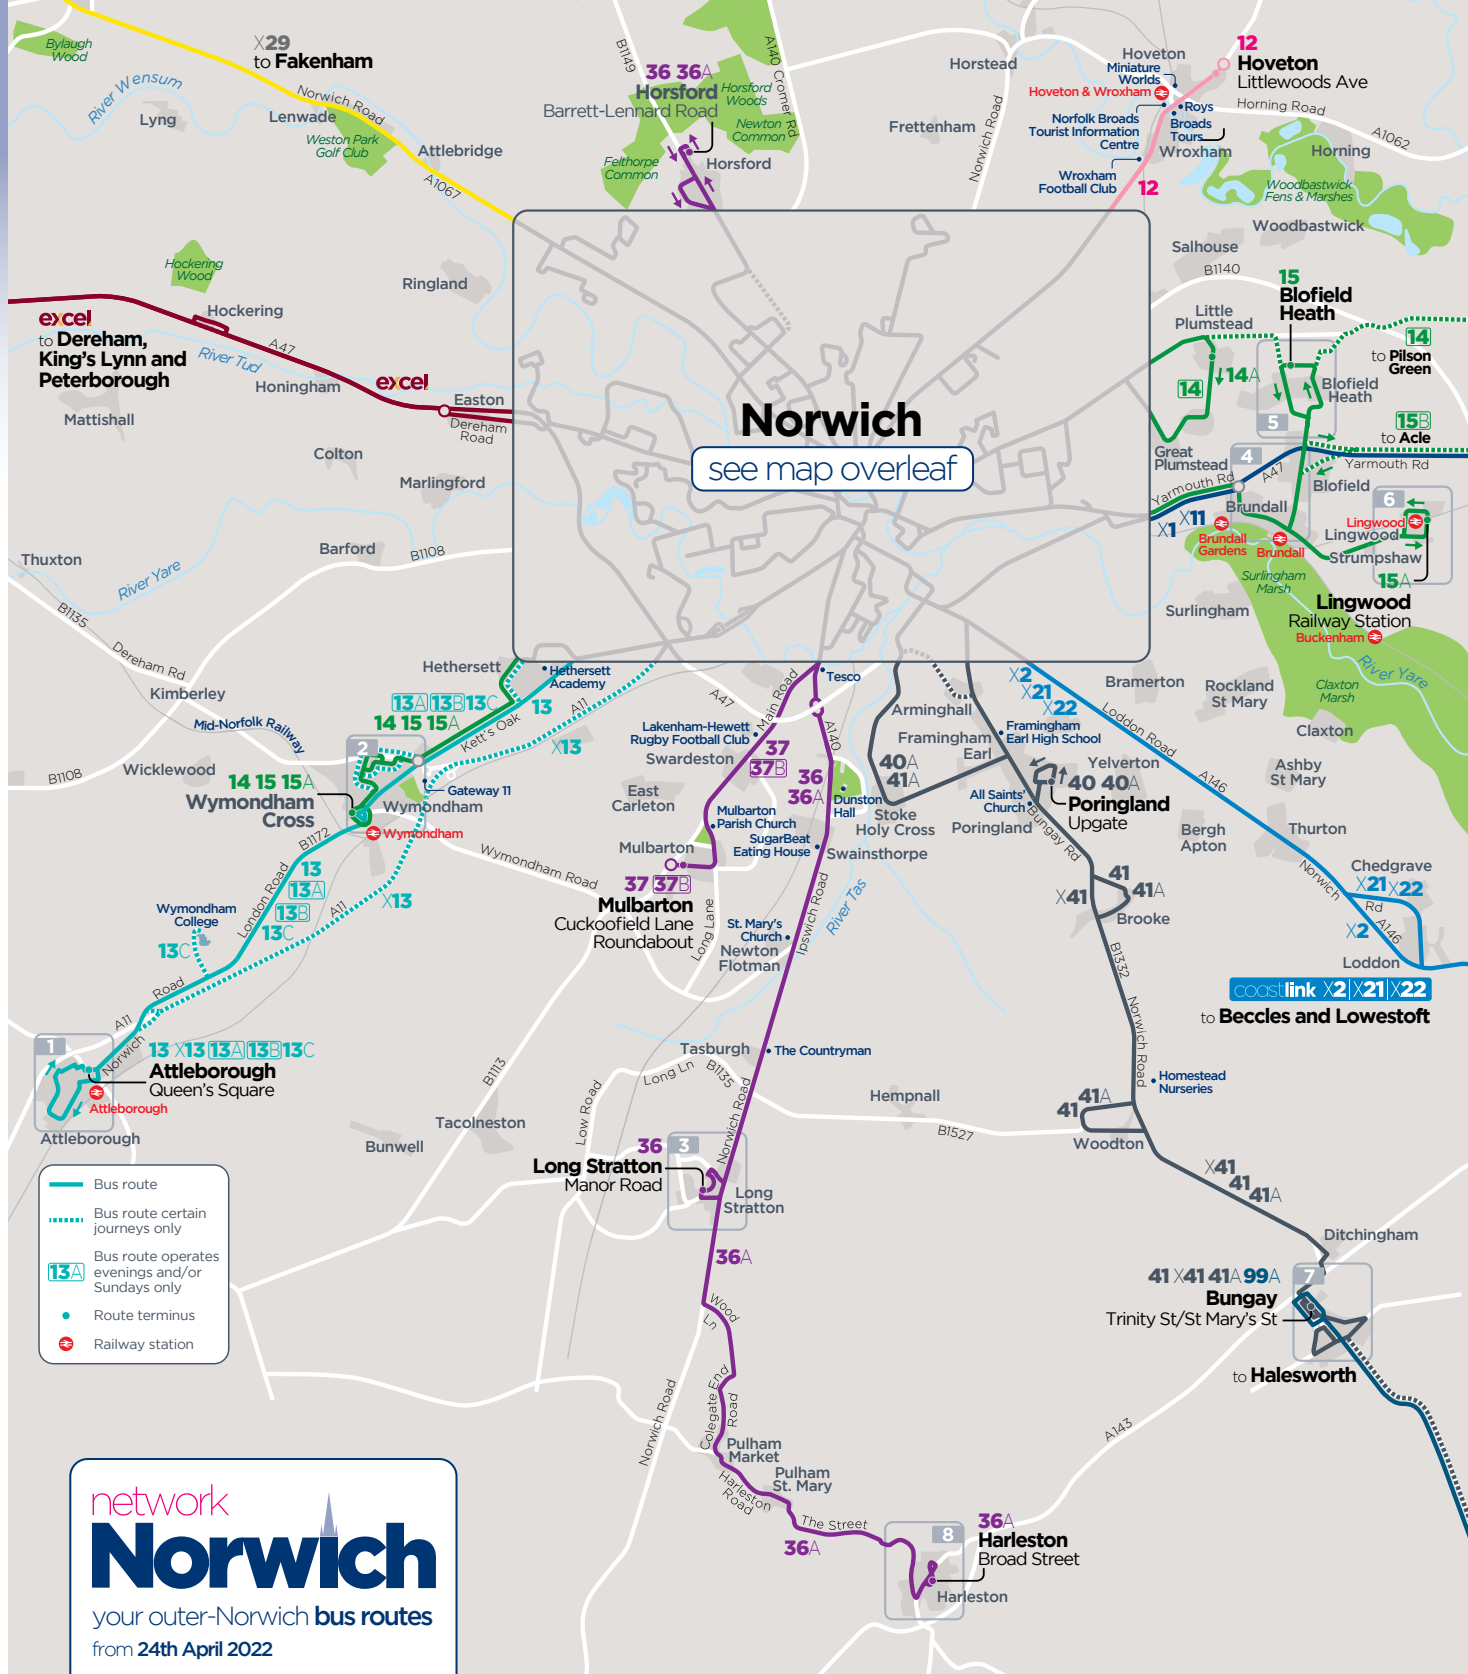 Bylaugh
Wood
River Wensum
Lyng
X29
to Fakenham
Norwich Road
Lenwade
Weston Park
Golf Club
Attlebridge
A1067
B1149
36 36A
Horsford
Barrett-Lennard Road
Horsford
Woods
Newton
Common
A140 Cromer Rd
Felthorpe
Common
Horsford
Horstead
Frettenham
Norwich Road
Hoveton
Miniature
Worlds
Hoveton & Wroxham
12
Hoveton
Littlewoods Ave
Roys
Broads
Tours
Norfolk Broads
Tourist Information
Centre
Wroxham
Wroxham
Football Club
12
Horning Road
A1062
Horning
Woodbastwick
Fens & Marshes
Woodbastwick
Salhouse
B1140
Hockering
Wood
Ringland
Hockering
excel
to Dereham,
King's Lynn and
Peterborough
A47
River Tud
Honingham
excel
Easton
Dereham
Road
Mattishall
Colton
Marlingford
Norwich
see map overleaf
15
Blofield
Heath
Little
Plumstead
14
to Pilson
Green
14
14A
Blofield
Heath
5
15B
to Acle
Great
Plumstead
4
Yarmouth Rd
A47
Yarmouth Rd
Blofield
6
Brundall
X1
X11
Brundall
Gardens
Brundall
Lingwood
Lingwood
Strumpshaw
15A
Surlingham
Marsh
Surlingham
Lingwood
Railway Station
Buckenham
River Yare
Claxton
Marsh
Claxton
Bramerton
Rockland
St Mary
Thuxton
River Yare
Barford
B1108
B1135
Dereham Rd
Kimberley
Mid-Norfolk Railway
Hethersett
Hethersett
Academy
13A 13B 13C
14 15 15A
13
Kett's Oak
A11
X13
B1108
Wicklewood
2
14 15 15A
Wymondham
Cross
Gateway 11
Wymondham
Wymondham
B1172
Wymondham Road
13
13A
13B
13C
London Road
A11
X13
Wymondham
College
13C
Road
A11
Norwich
1
13 X13 13A 13B 13C
Attleborough
Queen's Square
Attleborough
Attleborough
Tesco
Main Road
A47
Lakenham-Hewett
Rugby Football Club
Swardeston
37
37B
A140
36
36A
East
Carleton
Mulbarton
Parish Church
Dunston
Hall
SugarBeat
Eating House
Swainsthorpe
Mulbarton
37 37B
Mulbarton
Cuckoofield Lane
Roundabout
Long Lane
St. Mary's
Church
Newton
Flotman
Ipswich Road
River Tas
Arminghall
Framingham
Earl
40A
41A
Stoke
Holy Cross
Framingham
Earl High School
X2
X21
X22
Yelverton
All Saints'
Church
40 40A
Poringland
Upgate
Poringland
Bungay Rd
Loddon Road
A146
Ashby
St Mary
Bergh
Apton
Thurton
Chedgrave
Norwich
Rd
A146
X21 X22
X2
Loddon
coastlink X2|X21|X22
to Beccles and Lowestoft
41
X41
41A
Brooke
B1332
Norwich Road
Homestead
Nurseries
41A
41
Woodton
Hempnall
B1527
X41
41
41A
Ditchingham
Tasburgh
The Countryman
Long Ln
B1135
Low Road
B1113
Tacolneston
Bunwell
Norwich Road
36
3
Long Stratton
Manor Road
Long
Stratton
36A
Wood
Ln
Colegate End
Road
Norwich Road
Pulham
Market
Pulham
St. Mary
Harleston
Road
The Street
36A
8
36A
Harleston
Broad Street
Harleston
A143
41 X41 41A 99A
7
Bungay
Trinity St/St Mary's St
to Halesworth
Bus route
Bus route certain
journeys only
13A
Bus route operates
evenings and/or
Sundays only
Route terminus
Railway station
network
Norwich
your outer-Norwich bus routes
from 24th April 2022